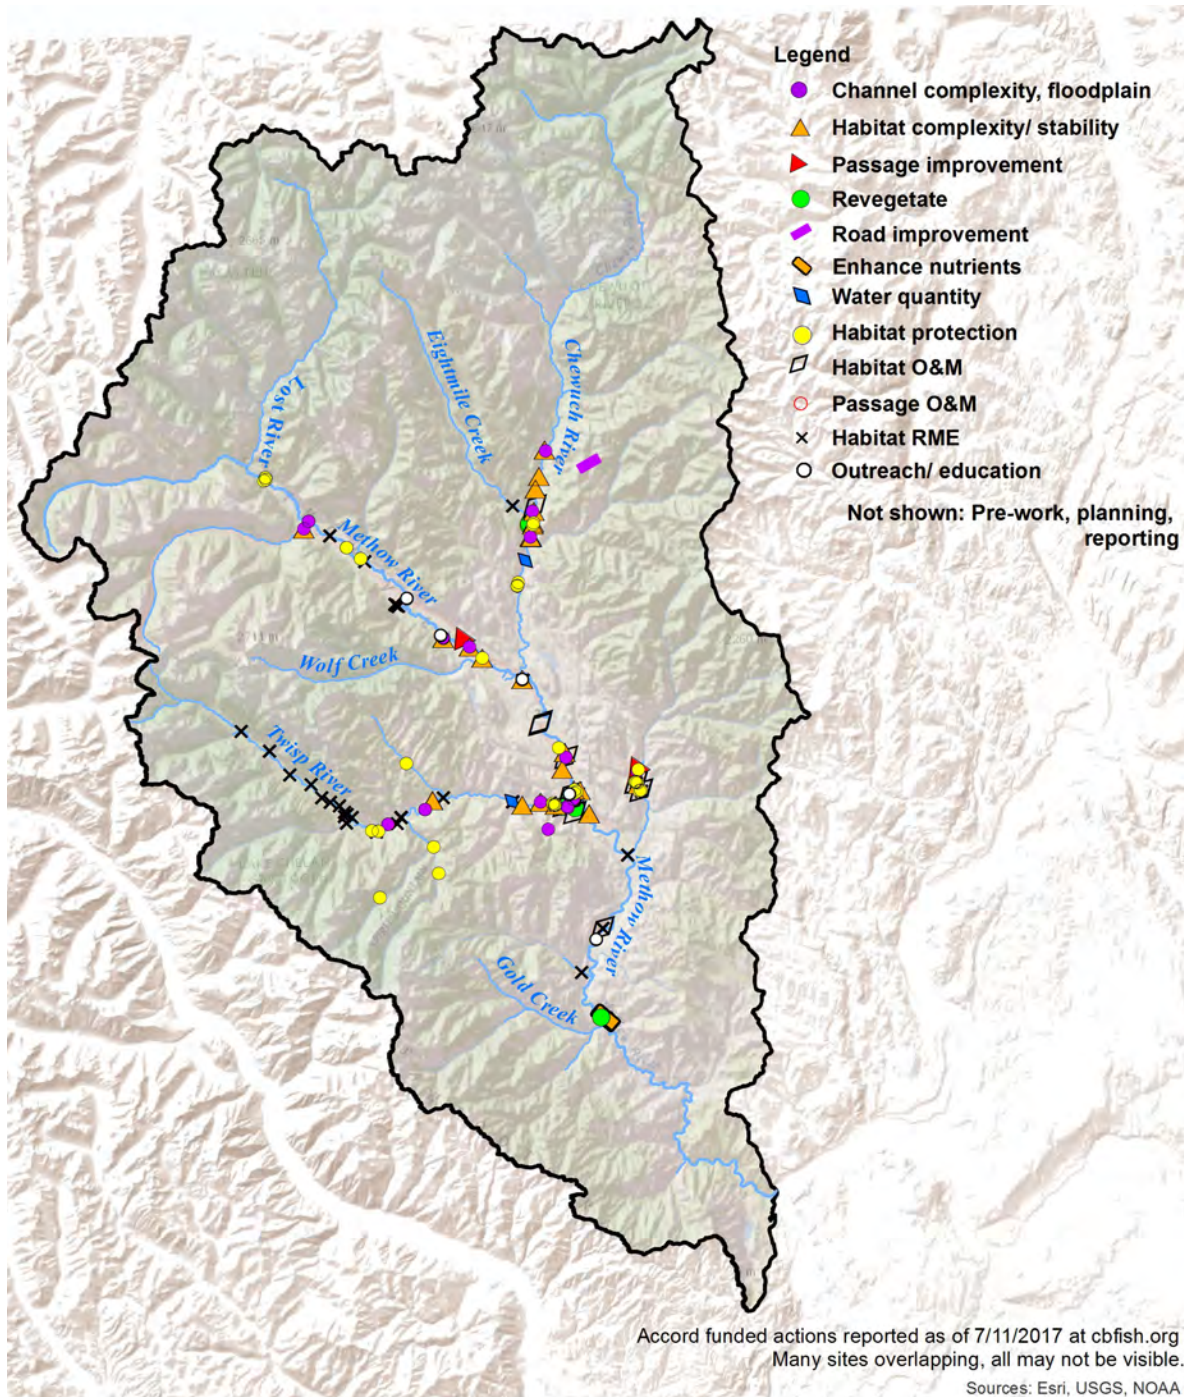 Legend
Channel complexity, floodplain
Habitat complexity/ stability
Passage improvement
Revegetate
Road improvement
Enhance nutrients
Water quantity
Habitat protection
Habitat O&M
Passage O&M
Habitat RME
Outreach/ education
Not shown: Pre-work, planning,
reporting
Lost River
Eightmile Creek
Chewuch River
Methow River
Wolf Creek
Twisp River
Methow River
Gold Creek
Accord funded actions reported as of 7/11/2017 at cbfish.org
Many sites overlapping, all may not be visible.
Sources: Esri, USGS, NOAA